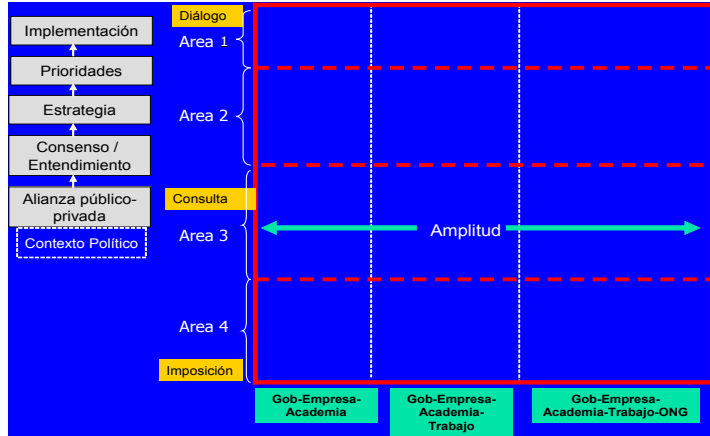 Implementación
Prioridades
Estrategia
Consenso /
Entendimiento
Alianza público-
privada
Contexto Político
Diálogo
Area 1
Area 2
Consulta
Area 3
Area 4
Imposición
Amplitud
Gob-Empresa-
Academia
Gob-Empresa-
Academia-
Trabajo
Gob-Empresa-
Academia-Trabajo-ONG